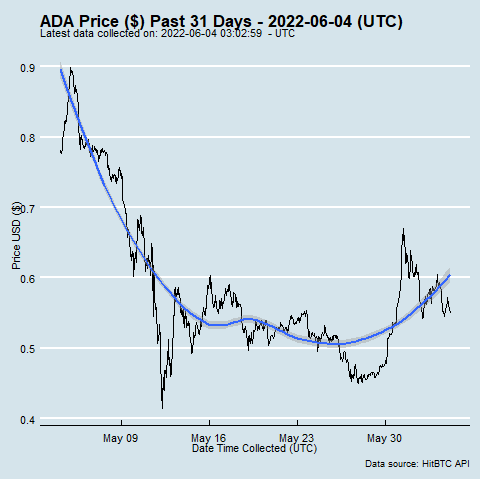 ADA Price ($) Past 31 Days - 2022-06-04 (UTC)
Latest data collected on: 2022-06-04 03:02:59 - UTC
0.9
0.8
0.7
0.6
0.5
0.4
Price USD ($)
May 09
May 16
May 23
May 30
Date Time Collected (UTC)
Data source: HitBTC API